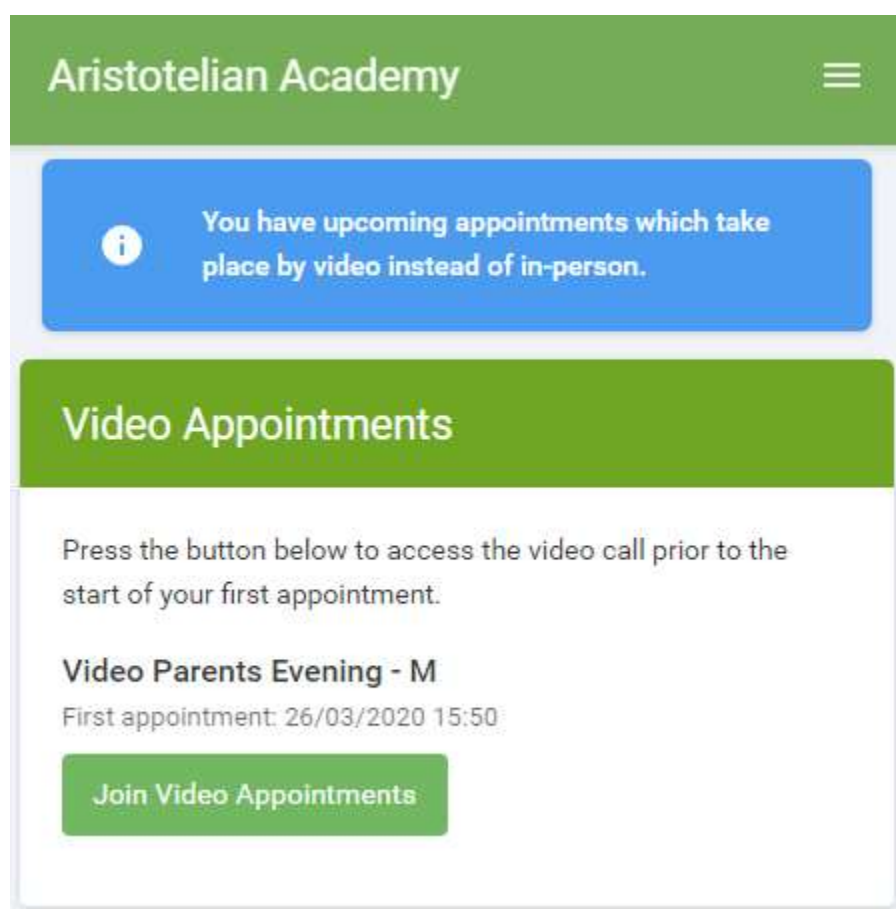 Aristotelian Academy
You have upcoming appointments which take
place by video instead of in-person.
Video Appointments
Press the button below to access the video call prior to the
start of your first appointment.
Video Parents Evening - M
First appointment: 26/03/2020 15:50
Join Video Appointments